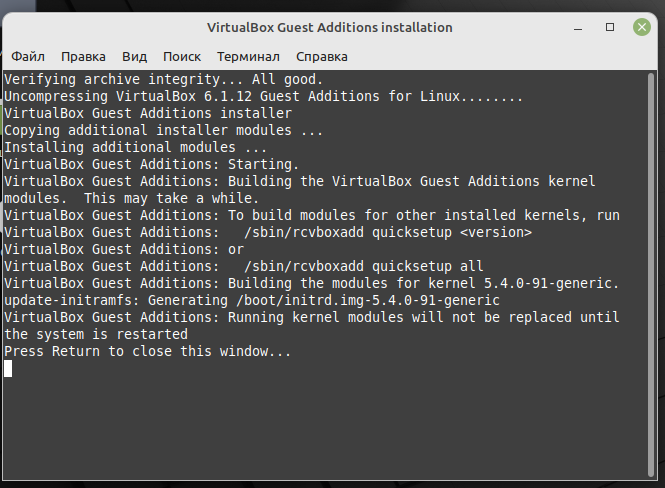 VirtualBox Guest Additions installation
Файл Правка Вид Поиск Терминал Справка
Verifying archive integrity... All good.
Uncompressing VirtualBox 6.1.12 Guest Additions for Linux........
VirtualBox Guest Additions installer
Copying additional installer modules ...
Installing additional modules ...
VirtualBox Guest Additions: Starting.
VirtualBox Guest Additions: Building the VirtualBox Guest Additions kernel
modules.  This may take a while.
VirtualBox Guest Additions: To build modules for other installed kernels, run
VirtualBox Guest Additions:   /sbin/rcvboxadd quicksetup <version>
VirtualBox Guest Additions: or
VirtualBox Guest Additions:   /sbin/rcvboxadd quicksetup all
VirtualBox Guest Additions: Building the modules for kernel 5.4.0-91-generic.
update-initramfs: Generating /boot/initrd.img-5.4.0-91-generic
VirtualBox Guest Additions: Running kernel modules will not be replaced until
the system is restarted
Press Return to close this window...